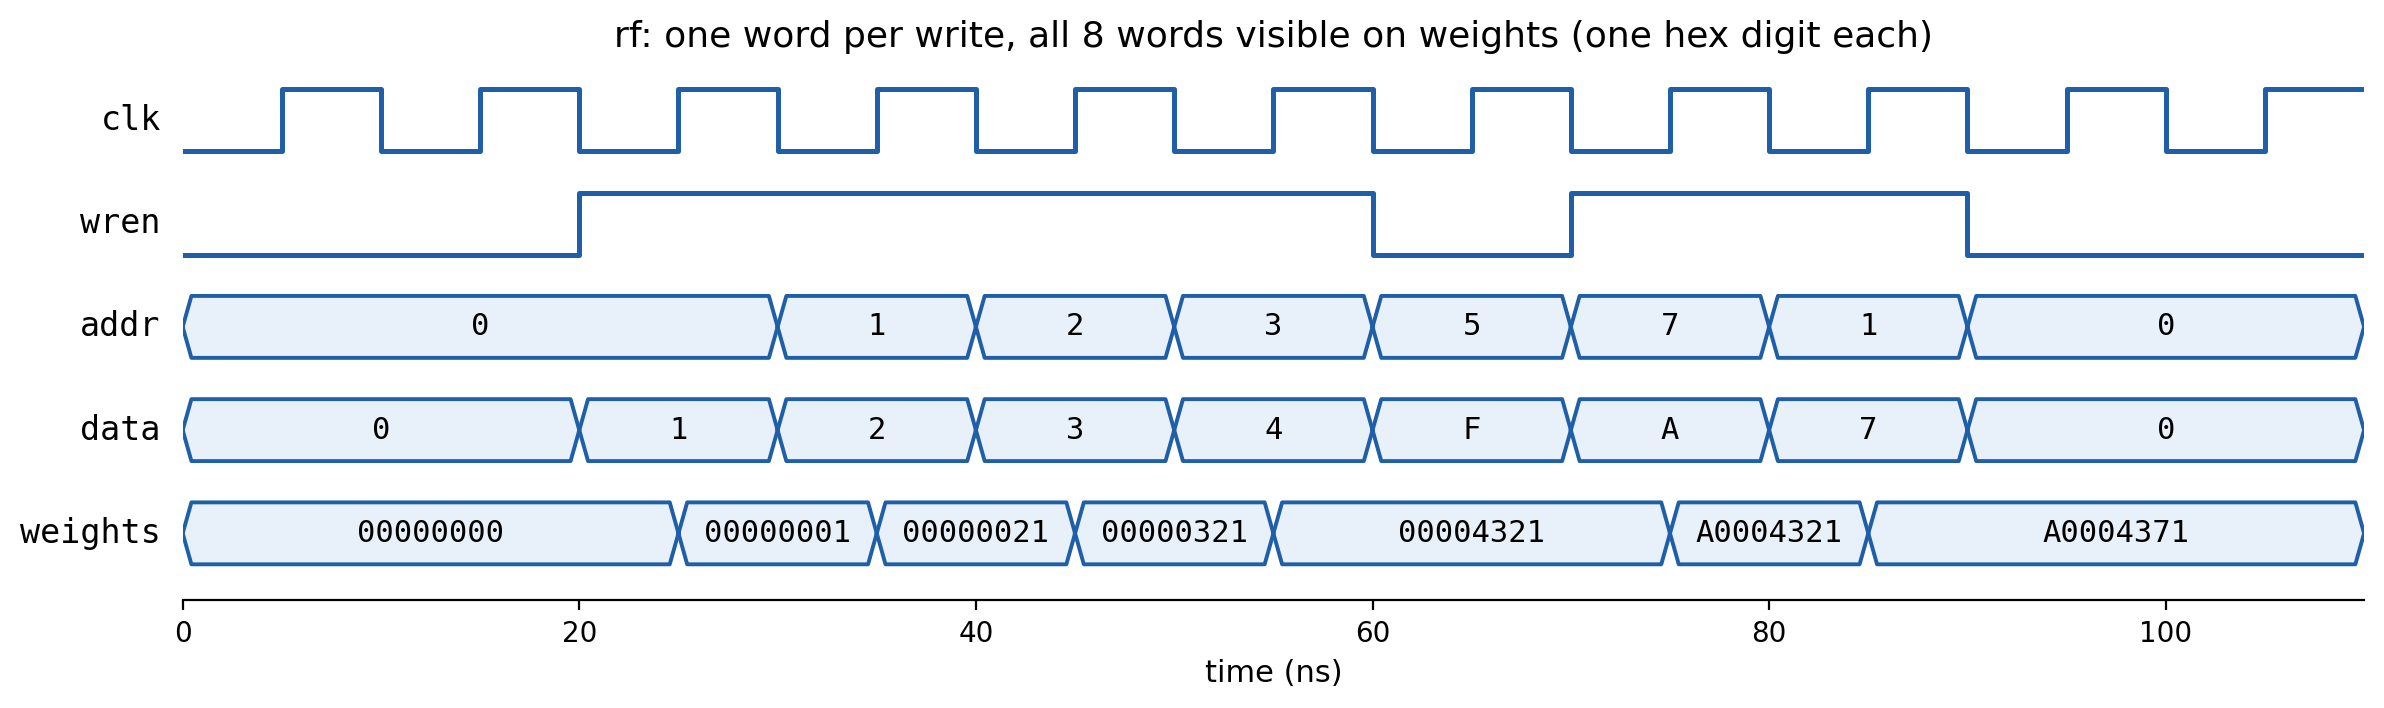 rf: one word per write, all 8 words visible on weights (one hex digit each)
clk
wren
addr 0 1 2 3 5 7 1 0
data 0 1 2 3 4 F A 7 0
weights 00000000 00000001 00000021 00000321 00004321 A0004321 A0004371
0 20 40 60 80 100
time (ns)